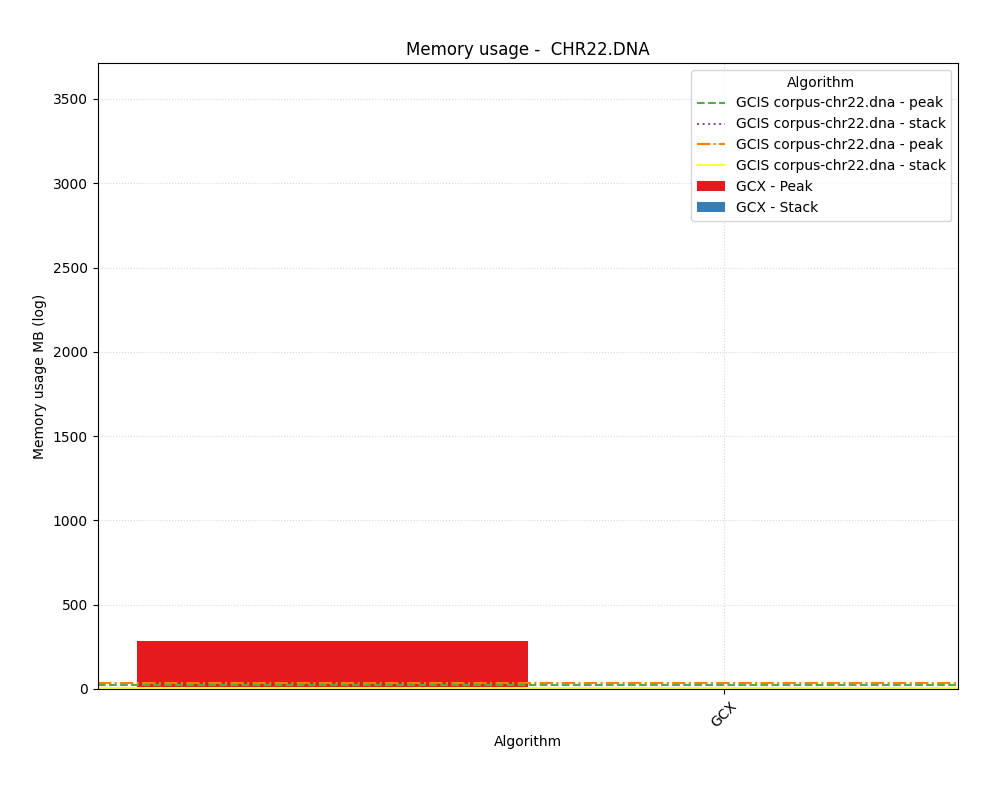 Memory usage -  CHR22.DNA
Algorithm
GCIS corpus-chr22.dna - peak
GCIS corpus-chr22.dna - stack
GCIS corpus-chr22.dna - peak
GCIS corpus-chr22.dna - stack
GCX - Peak
GCX - Stack
3500
3000
2500
2000
1500
1000
500
0
Memory usage MB (log)
GCX
Algorithm